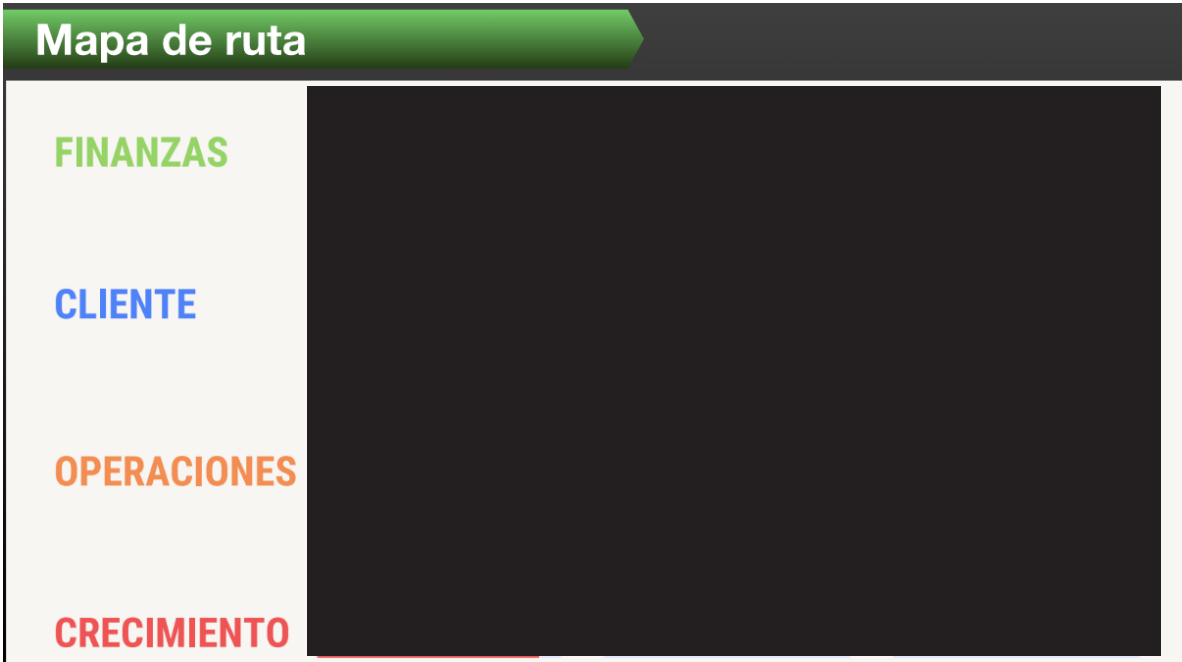 Mapa de ruta
FINANZAS
CLIENTE
OPERACIONES
CRECIMIENTO